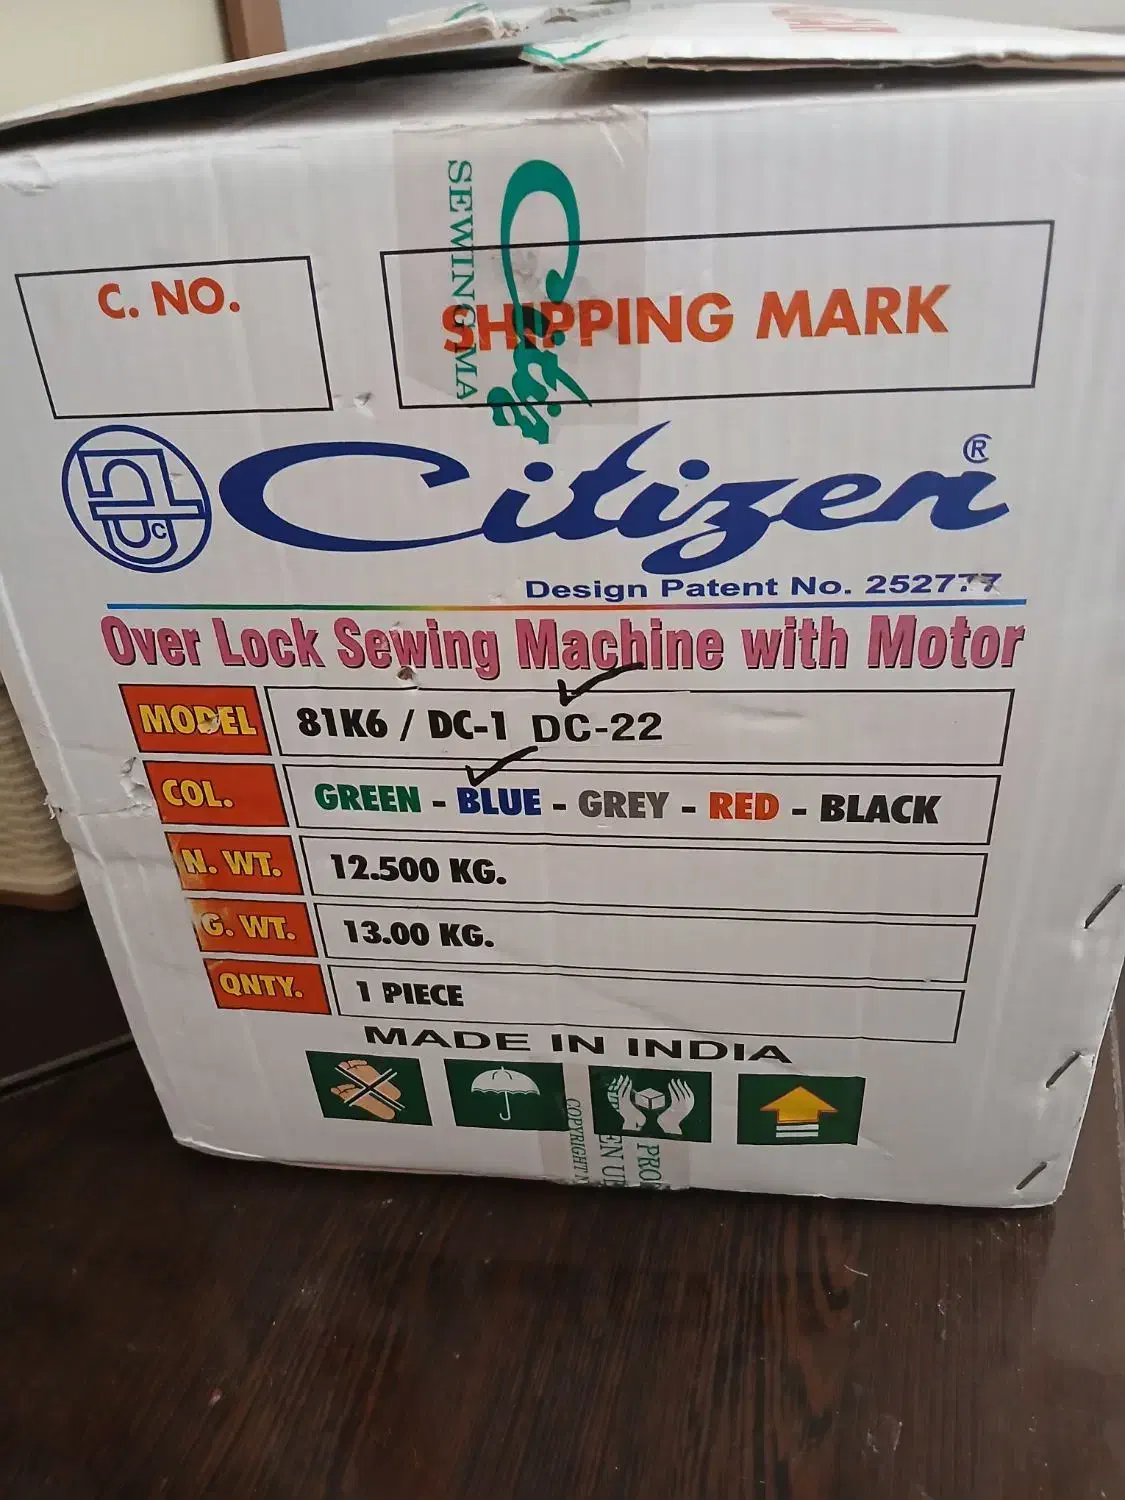 C. NO.
SHIPPING MARK
SEWING MA
Citiz
Citizen ®
Design Patent No. 252777
Over Lock Sewing Machine with Motor
MODEL 81K6 / DC-1 DC-22
COL. GREEN - BLUE - GREY - RED - BLACK
N. WT. 12.500 KG.
G. WT. 13.00 KG.
QNTY. 1 PIECE
MADE IN INDIA
COPYRIGHT